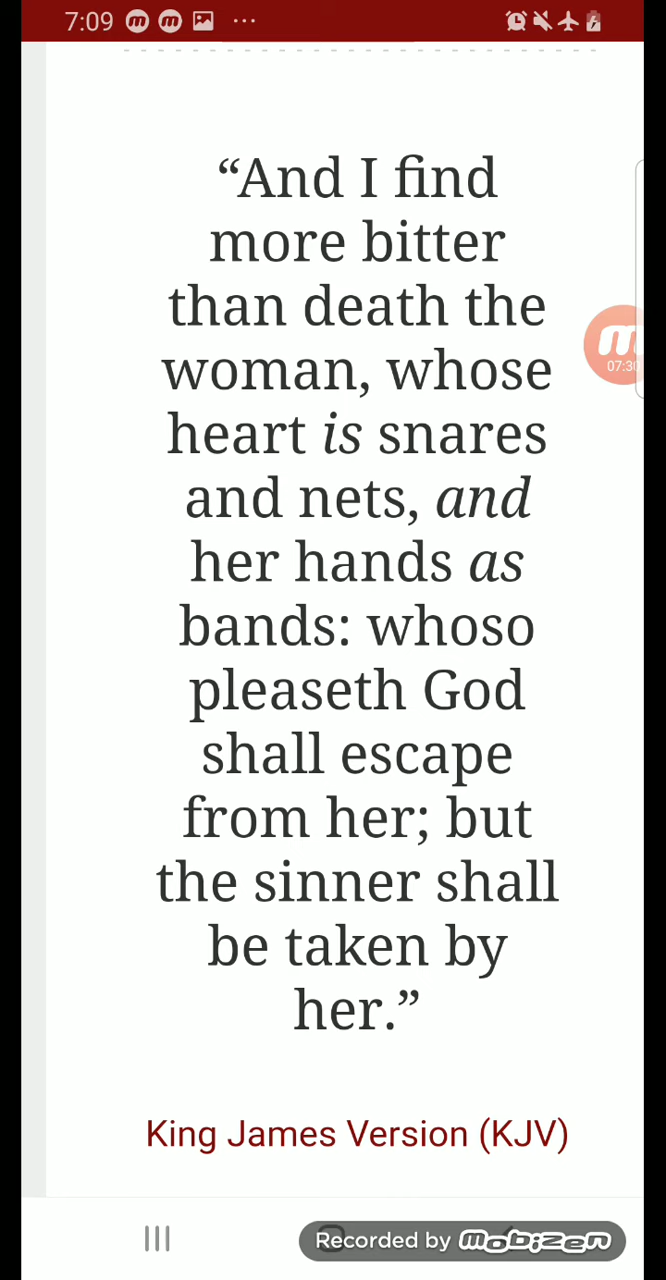 7:09
“And I find
more bitter
than death the
woman, whose
heart is snares
and nets, and
her hands as
bands: whoso
pleaseth God
shall escape
from her; but
the sinner shall
be taken by
her.”
07:30
King James Version (KJV)
Recorded by mobizen